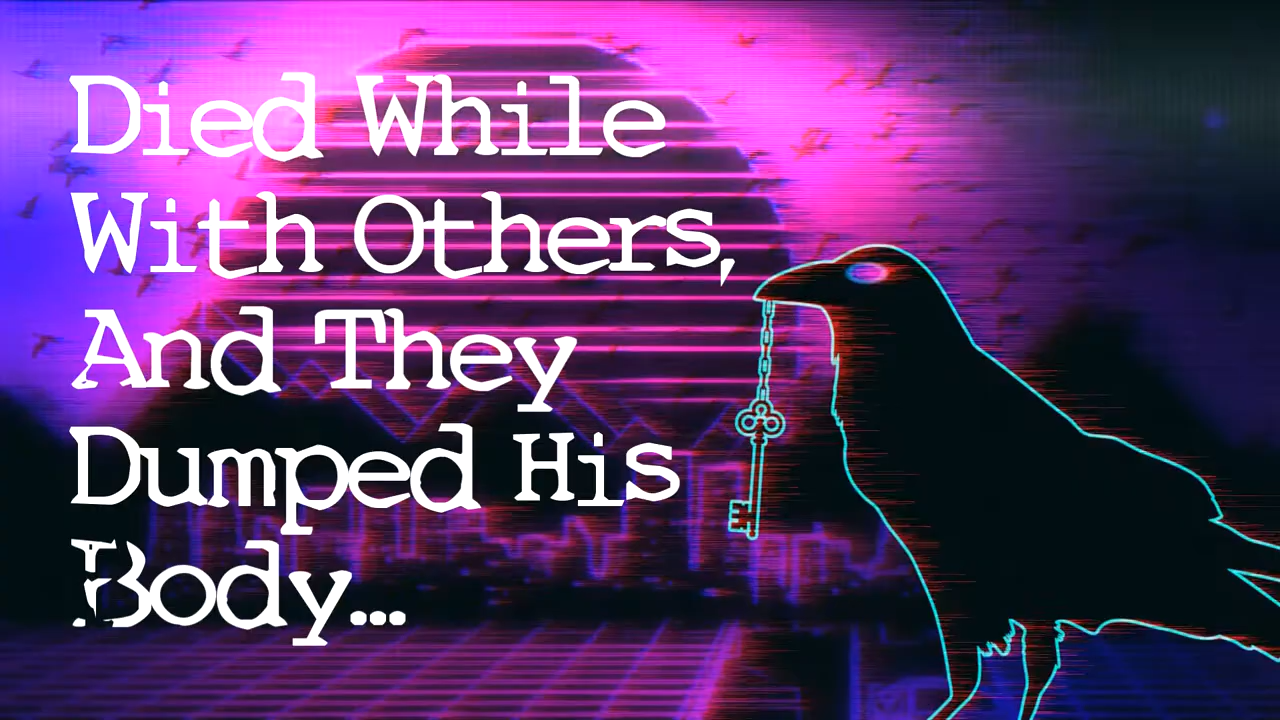 Died While
With Others,
And They
Dumped His
Body...